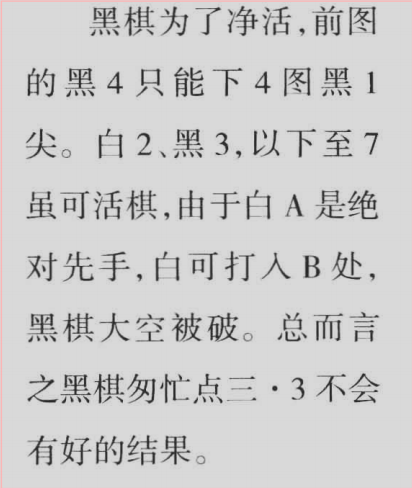 黑棋为了净活,前图
的黑4只能下4图黑1
尖。白2、黑3,以下至7
虽可活棋,由于白A是绝
对先手,白可打入B处,
黑棋大空被破。总而言
之黑棋匆忙点三·3不会
有好的结果。